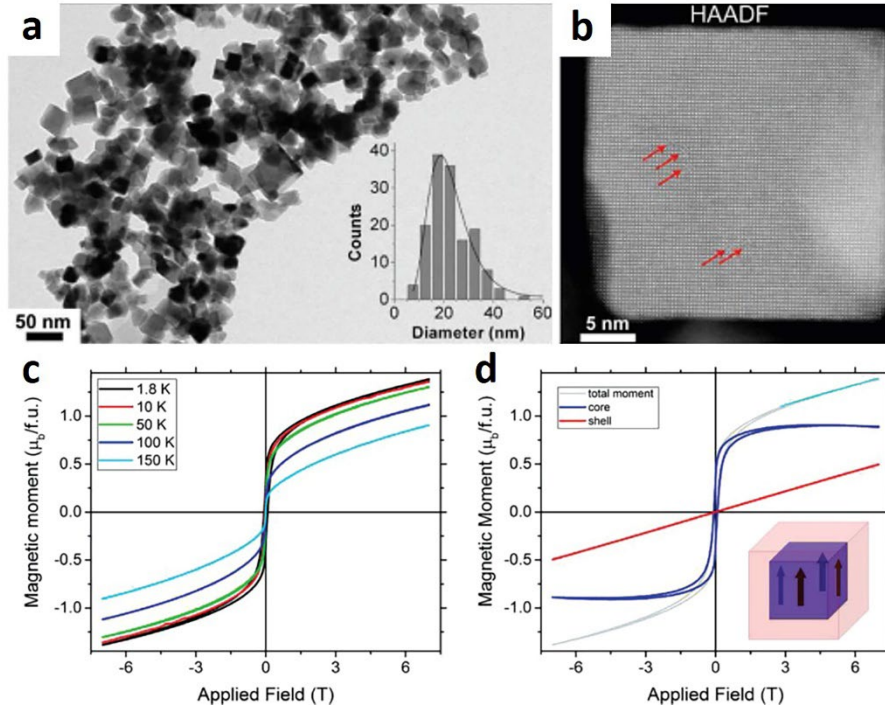 a
50 nm
40
30
20
10
0
Counts
0 20 40 60
Diameter (nm)
b
HAADF
5 nm
c
1.8 K
10 K
50 K
100 K
150 K
1.0
0.5
0.0
-0.5
-1.0
Magnetic moment (μb/f.u.)
-6 -3 0 3 6
Applied Field (T)
d
total moment
core
shell
1.0
0.5
0.0
-0.5
-1.0
Magnetic Moment (μb/f.u.)
-6 -3 0 3 6
Applied Field (T)